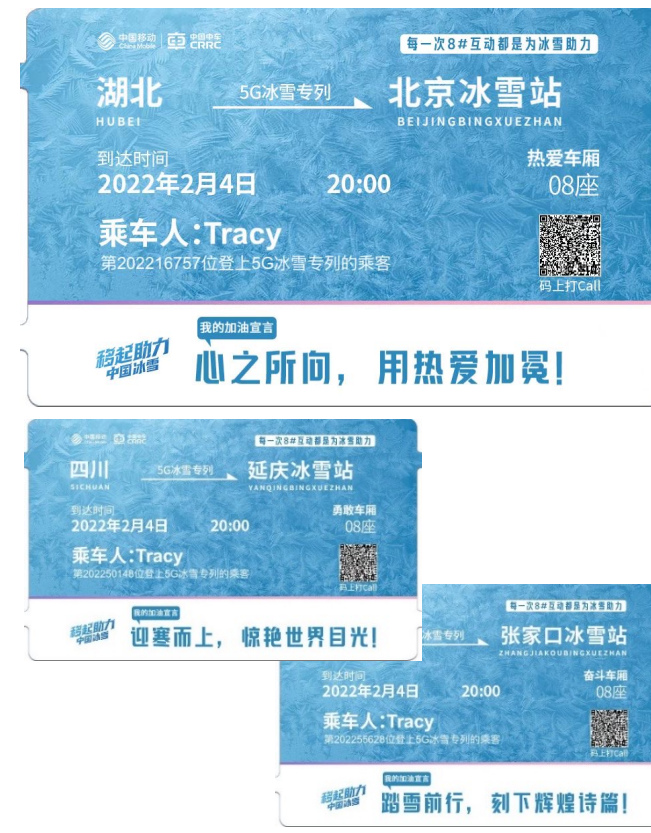 中国移动 China Mobile 中国中车 CRRC
每一次8#互动都是为冰雪助力
湖北 5G冰雪专列 北京冰雪站
HUBEI BEIJINGBINGXUEZHAN
到达时间 热爱车厢
2022年2月4日 20:00 08座
乘车人:Tracy
第202216757位登上5G冰雪专列的乘客
码上打Call
我的加油宣言
移起助力
中国冰雪
心之所向，用热爱加冕!
中国移动 China Mobile 中国中车 CRRC
每一次8#互动都是为冰雪助力
四川 5G冰雪专列 延庆冰雪站
SICHUAN YANQINGBINGXUEZHAN
到达时间 勇敢车厢
2022年2月4日 20:00 08座
乘车人:Tracy
第202250148位登上5G冰雪专列的乘客
码上打Call
我的加油宣言
移起助力
中国冰雪
迎寒而上，惊艳世界目光!
每一次8#互动都是为冰雪助力
冰雪专列 张家口冰雪站
ZHANGJIAKOUBINGXUEZHAN
到达时间 奋斗车厢
2022年2月4日 20:00 08座
乘车人:Tracy
第202255628位登上5G冰雪专列的乘客
码上打Call
我的加油宣言
移起助力
中国冰雪
踏雪前行，刻下辉煌诗篇!